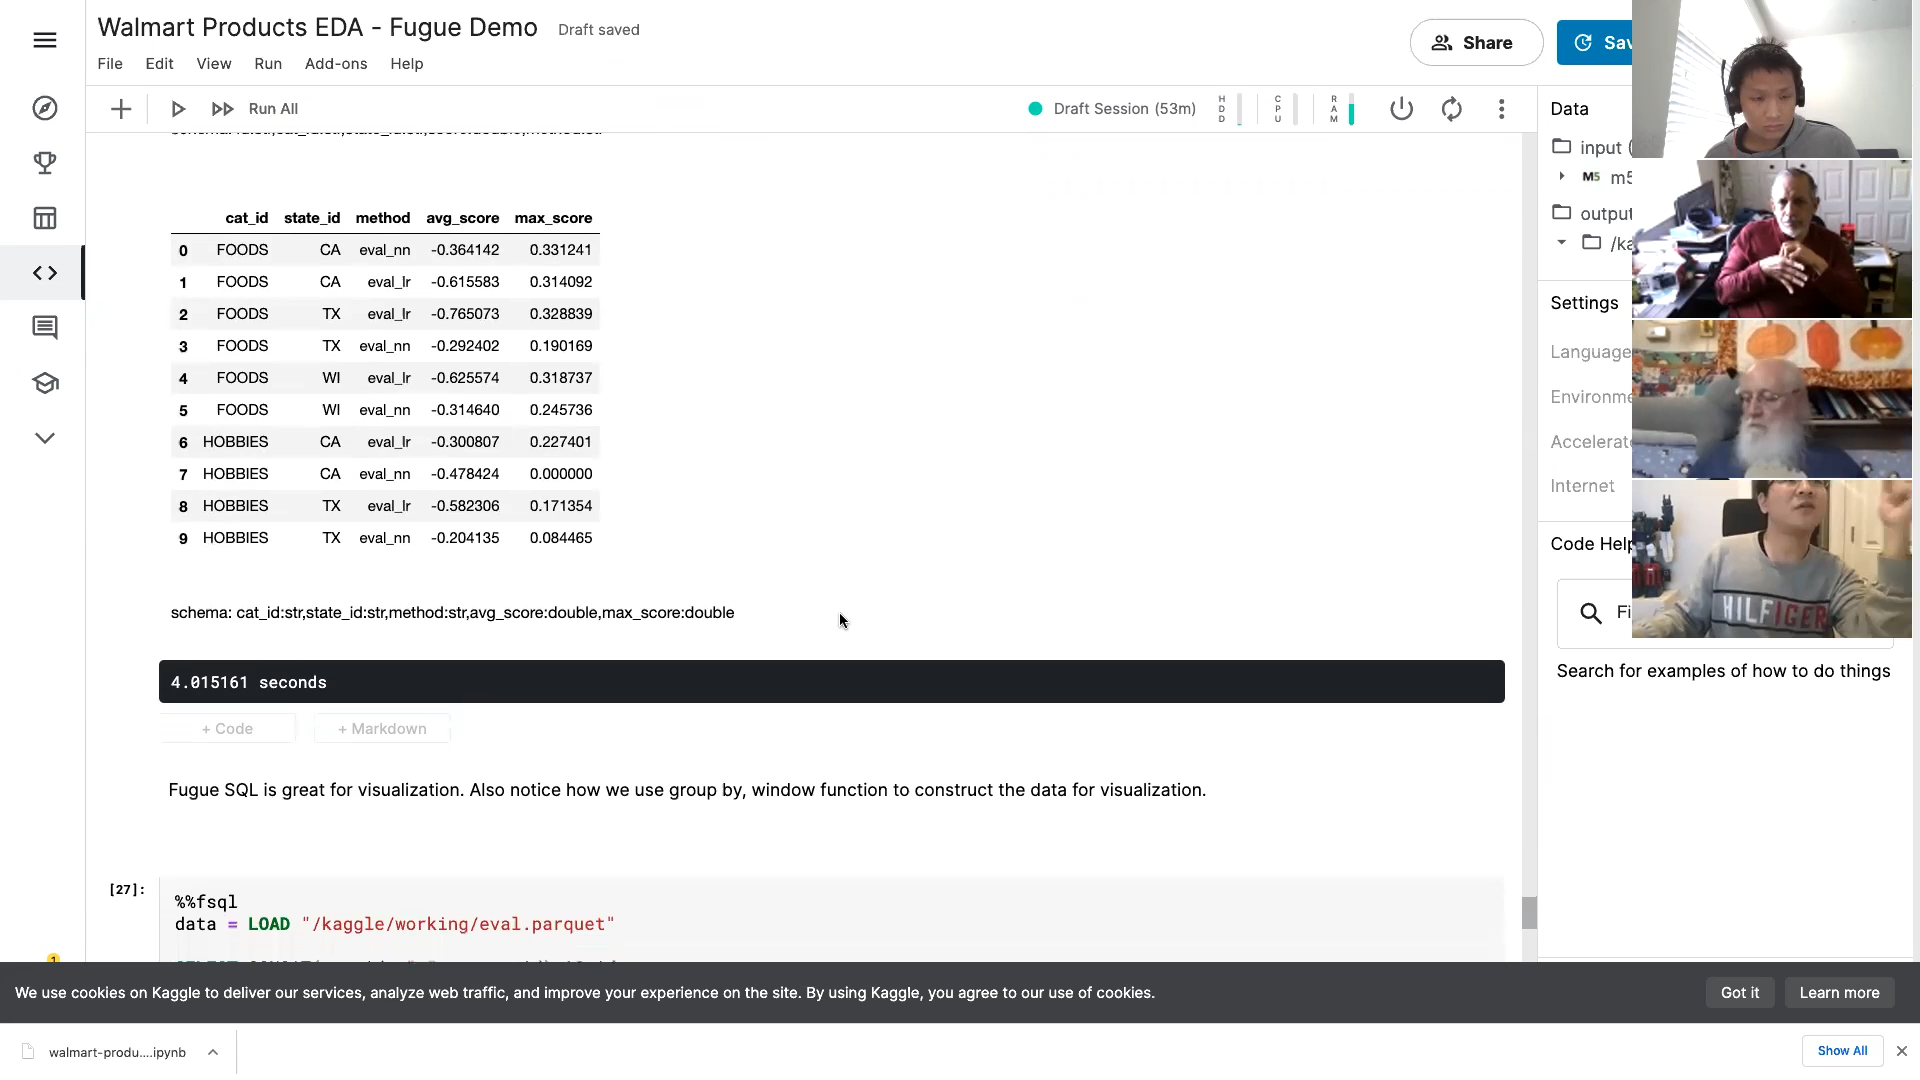 Walmart Products EDA - Fugue Demo Draft saved
Share
File Edit View Run Add-ons Help
Run All
Draft Session (53m)
HDD
CPU
RAM
cat_id state_id method avg_score max_score
0 FOODS CA eval_nn -0.364142 0.331241
1 FOODS CA eval_lr -0.615583 0.314092
2 FOODS TX eval_lr -0.765073 0.328839
3 FOODS TX eval_nn -0.292402 0.190169
4 FOODS WI eval_lr -0.625574 0.318737
5 FOODS WI eval_nn -0.314640 0.245736
6 HOBBIES CA eval_lr -0.300807 0.227401
7 HOBBIES CA eval_nn -0.478424 0.000000
8 HOBBIES TX eval_lr -0.582306 0.171354
9 HOBBIES TX eval_nn -0.204135 0.084465
schema: cat_id:str,state_id:str,method:str,avg_score:double,max_score:double
4.015161 seconds
+ Code + Markdown
Fugue SQL is great for visualization. Also notice how we use group by, window function to construct the data for visualization.
[27]:
%%fsql
data = LOAD "/kaggle/working/eval.parquet"
Data
input (
M5 m5
output
/ka
Settings
Language
Environme
Accelerat
Internet
Code Help
Fi
Search for examples of how to do things
HILFIGER
1
We use cookies on Kaggle to deliver our services, analyze web traffic, and improve your experience on the site. By using Kaggle, you agree to our use of cookies.
Got it Learn more
walmart-produ....ipynb
Show All